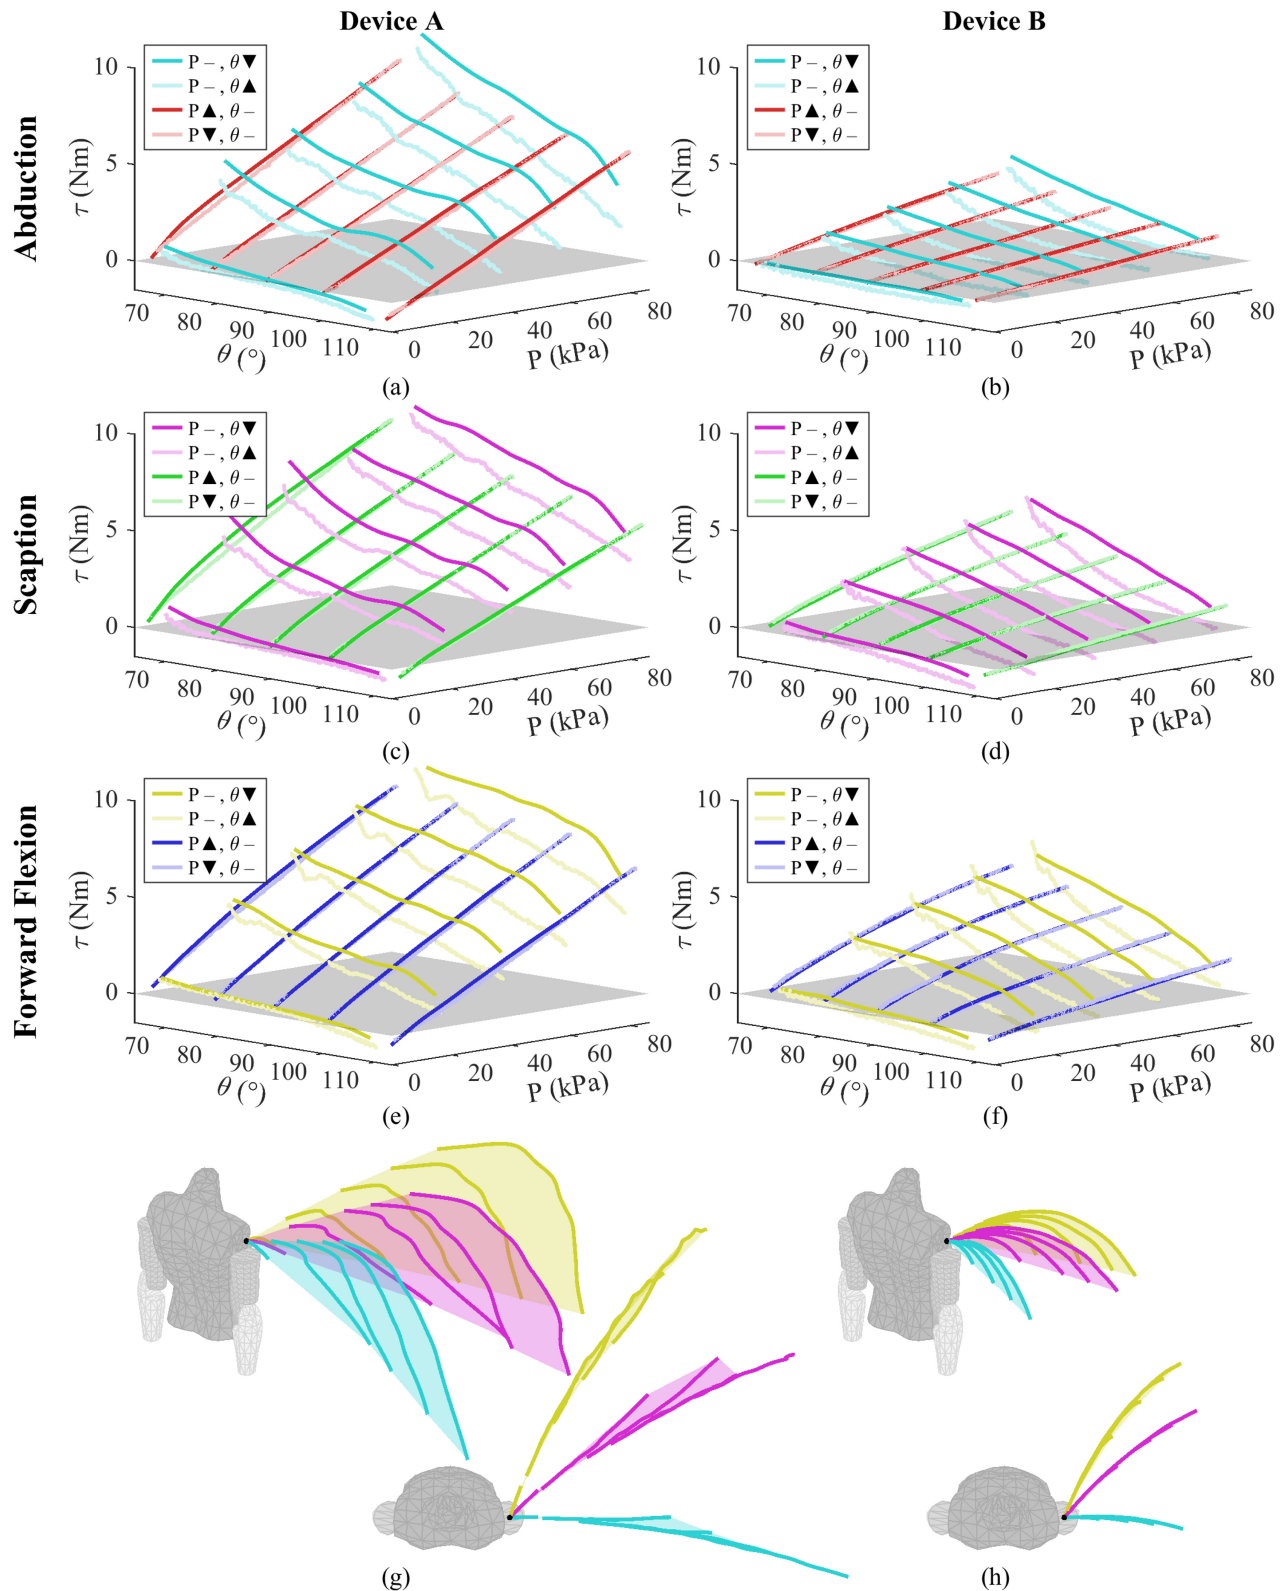 Device A
Device B
Abduction
P −, θ▼
P −, θ▲
P▲, θ −
P▼, θ −
10
5
0
τ (Nm)
70
80
90
100
110
θ (°)
0
20
40
60
80
P (kPa)
(a)
P −, θ▼
P −, θ▲
P▲, θ −
P▼, θ −
10
5
0
τ (Nm)
70
80
90
100
110
θ (°)
0
20
40
60
80
P (kPa)
(b)
Scaption
P −, θ▼
P −, θ▲
P▲, θ −
P▼, θ −
10
5
0
τ (Nm)
70
80
90
100
110
θ (°)
0
20
40
60
80
P (kPa)
(c)
P −, θ▼
P −, θ▲
P▲, θ −
P▼, θ −
10
5
0
τ (Nm)
70
80
90
100
110
θ (°)
0
20
40
60
80
P (kPa)
(d)
Forward Flexion
P −, θ▼
P −, θ▲
P▲, θ −
P▼, θ −
10
5
0
τ (Nm)
70
80
90
100
110
θ (°)
0
20
40
60
80
P (kPa)
(e)
P −, θ▼
P −, θ▲
P▲, θ −
P▼, θ −
10
5
0
τ (Nm)
70
80
90
100
110
θ (°)
0
20
40
60
80
P (kPa)
(f)
(g)
(h)